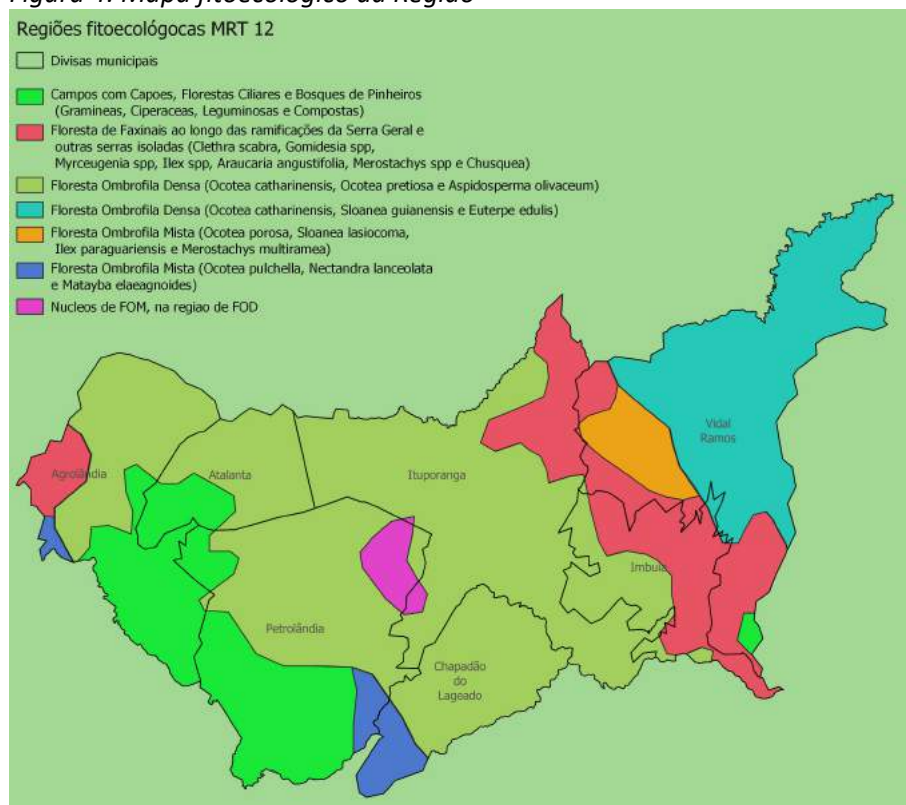 Figura 4. Mapa fitoecológico da Região
Regiões fitoecológocas MRT 12
Divisas municipais
Campos com Capoes, Florestas Ciliares e Bosques de Pinheiros
(Gramineas, Ciperaceas, Leguminosas e Compostas)
Floresta de Faxinais ao longo das ramificações da Serra Geral e
outras serras isoladas (Clethra scabra, Gomidesia spp,
Myrceugenia spp, Ilex spp, Araucaria angustifolia, Merostachys spp e Chusquea)
Floresta Ombrofila Densa (Ocotea catharinensis, Ocotea pretiosa e Aspidosperma olivaceum)
Floresta Ombrofila Densa (Ocotea catharinensis, Sloanea guianensis e Euterpe edulis)
Floresta Ombrofila Mista (Ocotea porosa, Sloanea lasiocoma,
Ilex paraguariensis e Merostachys multiramea)
Floresta Ombrofila Mista (Ocotea pulchella, Nectandra lanceolata
e Matayba elaeagnoides)
Nucleos de FOM, na regiao de FOD
Vidal
Ramos
Agrolândia
Atalanta
Ituporanga
Imbuia
Petrolândia
Chapadão
do
Lageado